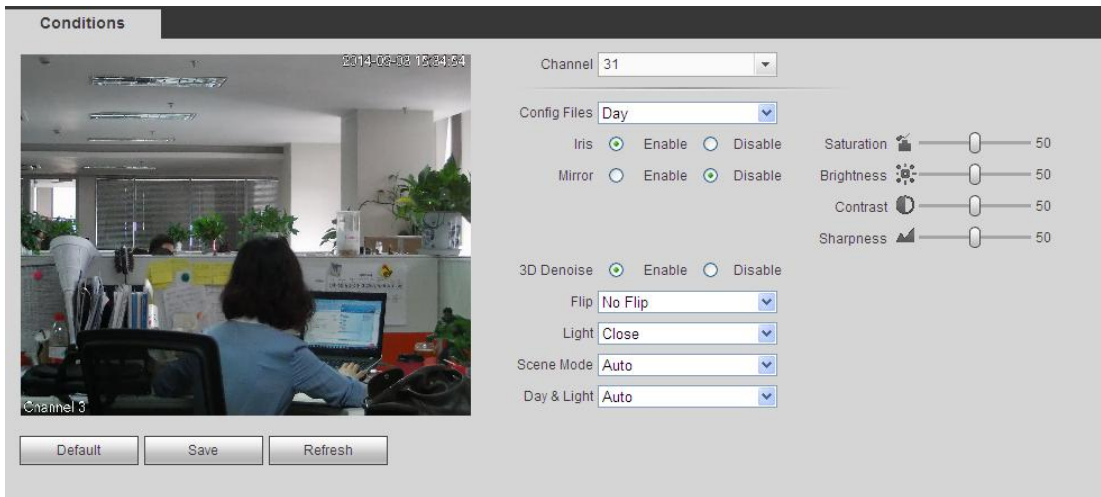 Conditions
2014-09-03 15:34:54
Channel 3
Default
Save
Refresh
Channel 31
Config Files Day
Iris Enable Disable
Saturation 50
Mirror Enable Disable
Brightness 50
Contrast 50
Sharpness 50
3D Denoise Enable Disable
Flip No Flip
Light Close
Scene Mode Auto
Day & Light Auto